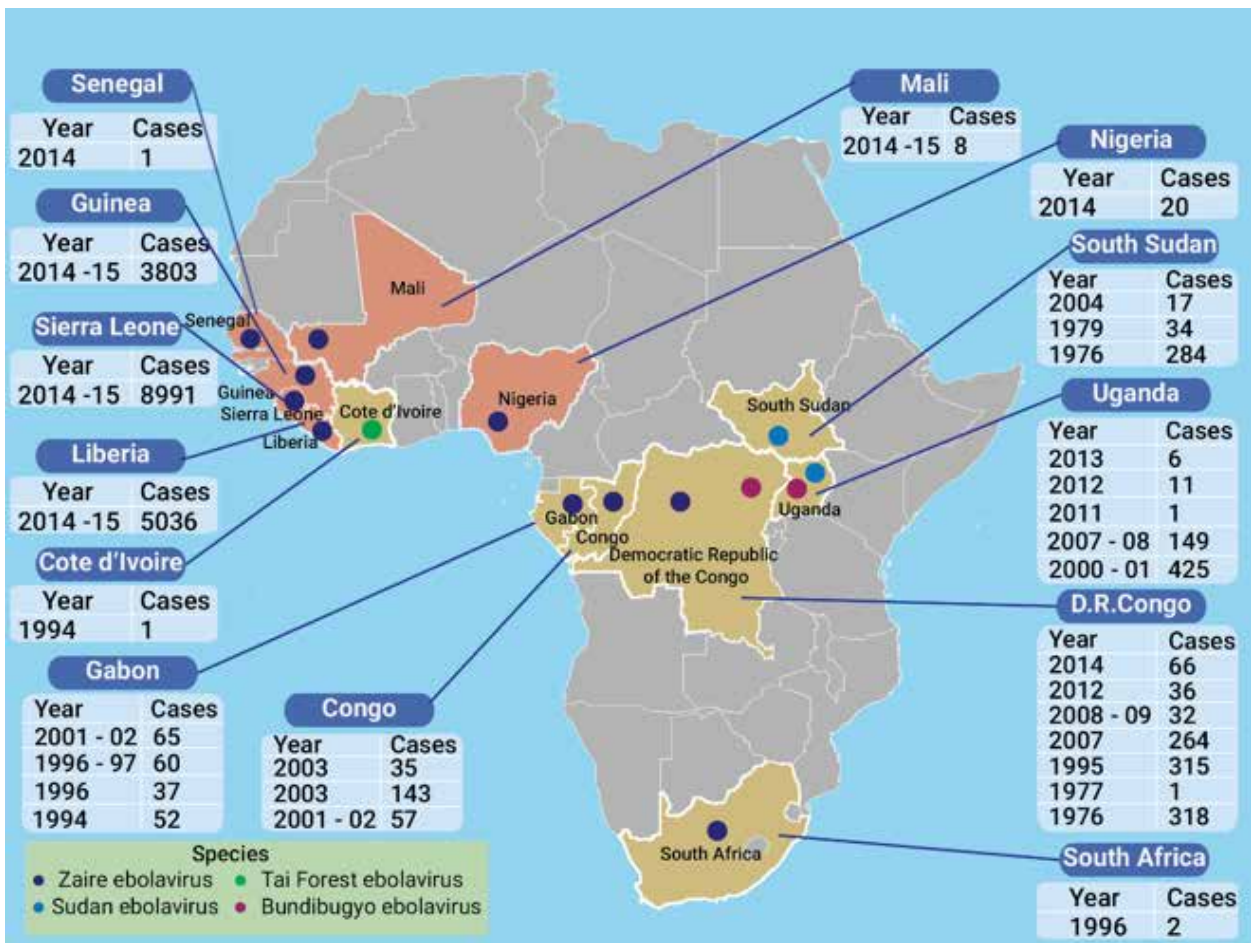 Senegal
Year Cases
2014 1
Guinea
Year Cases
2014 -15 3803
Sierra Leone
Year Cases
2014 -15 8991
Liberia
Year Cases
2014 -15 5036
Cote d'Ivoire
Year Cases
1994 1
Gabon
Year Cases
2001 - 02 65
1996 - 97 60
1996 37
1994 52
Congo
Year Cases
2003 35
2003 143
2001 - 02 57
Mali
Year Cases
2014 -15 8
Nigeria
Year Cases
2014 20
South Sudan
Year Cases
2004 17
1979 34
1976 284
Uganda
Year Cases
2013 6
2012 11
2011 1
2007 - 08 149
2000 - 01 425
D.R.Congo
Year Cases
2014 66
2012 36
2008 - 09 32
2007 264
1995 315
1977 1
1976 318
South Africa
Year Cases
1996 2
Mali
Senegal
Guinea
Sierra Leone
Liberia
Cote d'Ivoire
Nigeria
South Sudan
Uganda
Gabon
Congo
Democratic Republic
of the Congo
South Africa
Species
Zaire ebolavirus Tai Forest ebolavirus
Sudan ebolavirus Bundibugyo ebolavirus